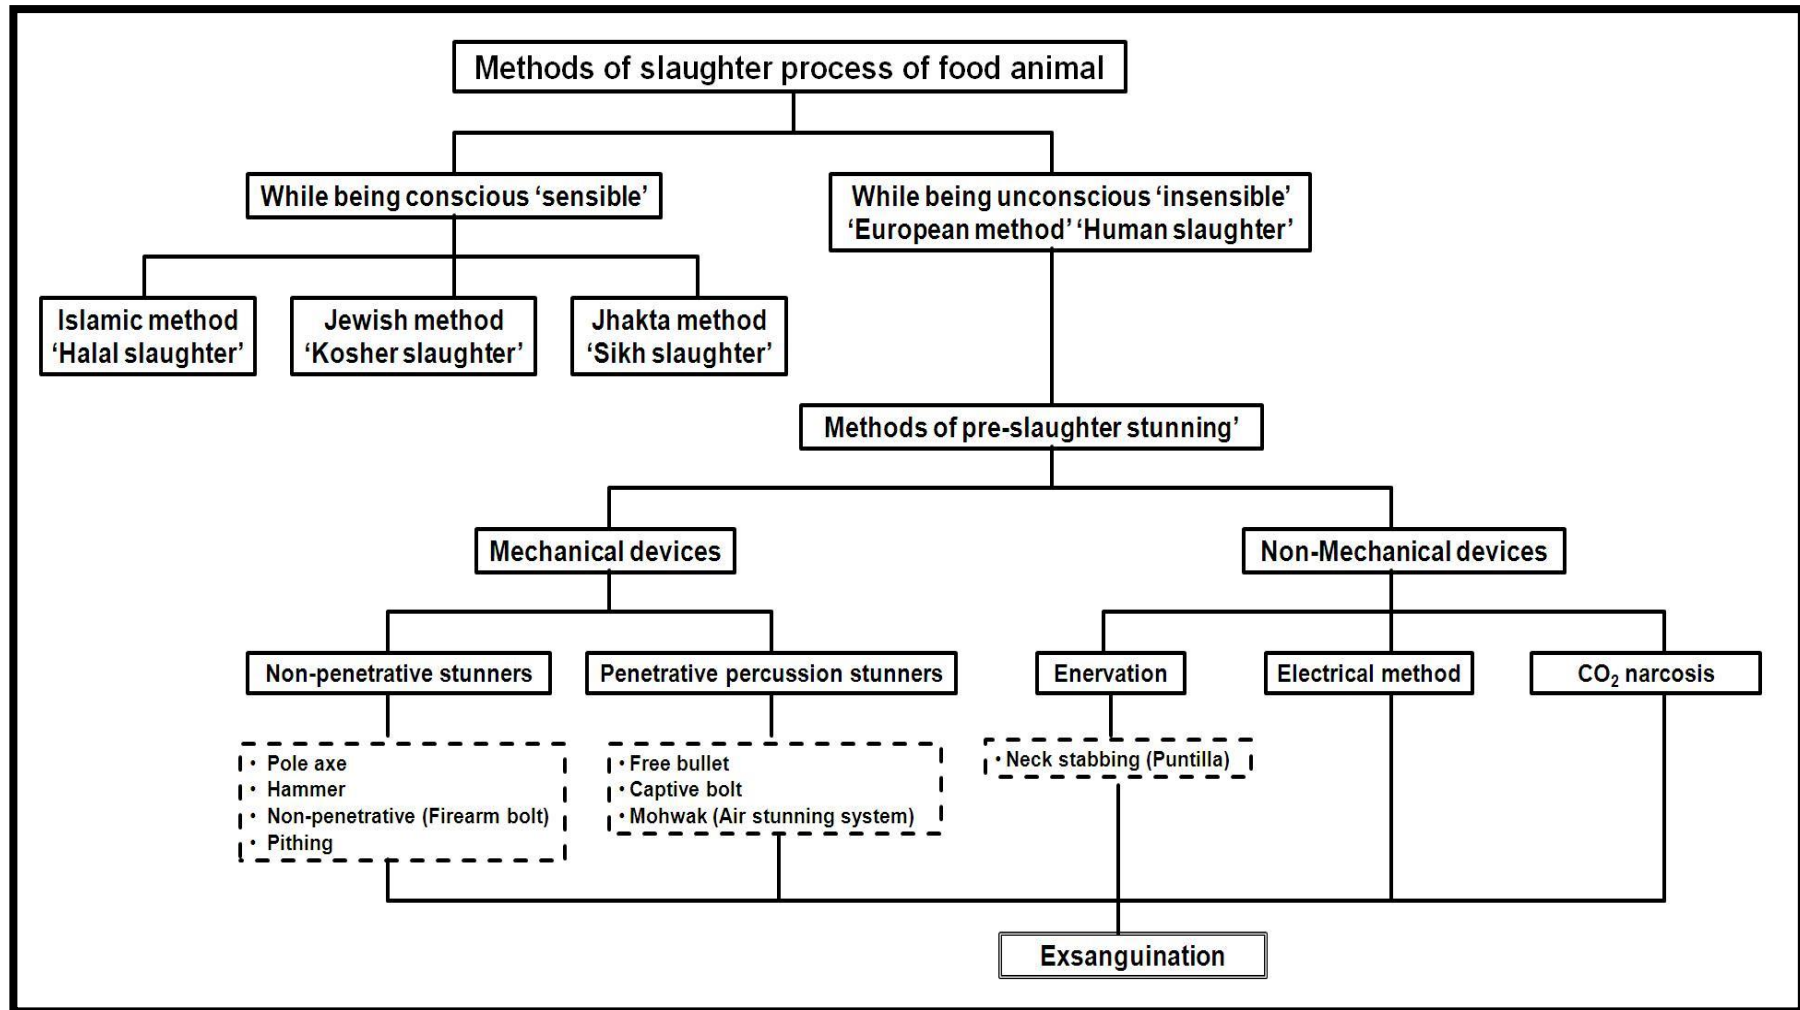 Methods of slaughter process of food animal
While being conscious ‘sensible’
While being unconscious ‘insensible’
‘European method’ ‘Human slaughter’
Islamic method
‘Halal slaughter’
Jewish method
‘Kosher slaughter’
Jhakta method
‘Sikh slaughter’
Methods of pre-slaughter stunning’
Mechanical devices
Non-Mechanical devices
Non-penetrative stunners
Penetrative percussion stunners
Enervation
Electrical method
CO₂ narcosis
• Pole axe
• Hammer
• Non-penetrative (Firearm bolt)
• Pithing
• Free bullet
• Captive bolt
• Mohwak (Air stunning system)
• Neck stabbing (Puntilla)
Exsanguination